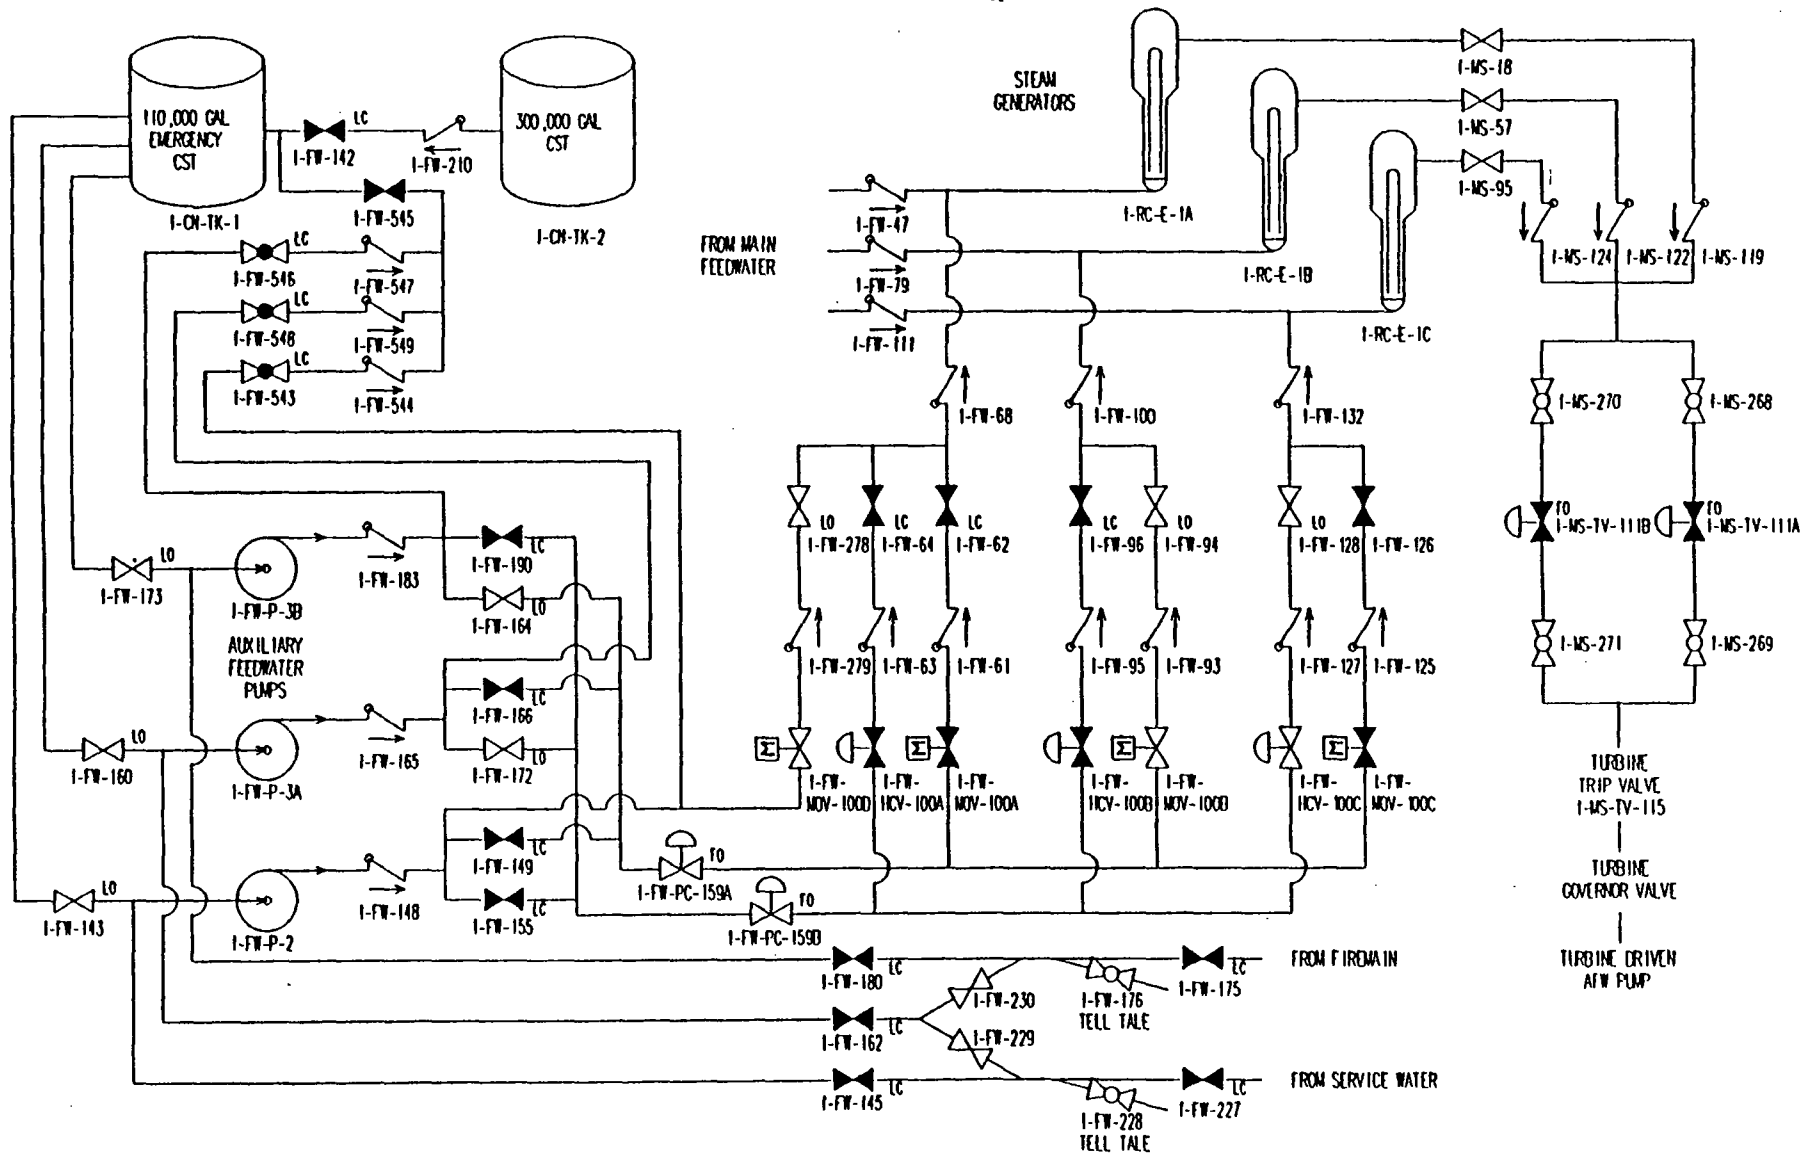 110,000 GAL
EMERGENCY
CST
1-CN-TK-1
LC
1-FW-142
1-FW-210
300,000 GAL
CST
1-CN-TK-2
1-FW-545
LC
1-FW-546
1-FW-547
LC
1-FW-548
1-FW-549
LC
1-FW-543
1-FW-544
STEAM
GENERATORS
1-RC-E-1A
1-RC-E-1B
1-RC-E-1C
FROM MAIN
FEEDWATER
1-FW-47
1-FW-79
1-FW-111
1-MS-18
1-MS-57
1-MS-95
1-MS-124
1-MS-122
1-MS-119
1-FW-68
1-FW-100
1-FW-132
1-MS-270
1-MS-268
LO
1-FW-278
LC
1-FW-64
LC
1-FW-62
LC
1-FW-96
LO
1-FW-94
LO
1-FW-128
1-FW-126
FO
1-MS-TV-111B
FO
1-MS-TV-111A
LO
1-FW-173
1-FW-P-3B
1-FW-183
LC
1-FW-190
LO
1-FW-164
AUXILIARY
FEEDWATER
PUMPS
1-FW-279
1-FW-63
1-FW-61
1-FW-95
1-FW-93
1-FW-127
1-FW-125
1-MS-271
1-MS-269
LO
1-FW-160
1-FW-P-3A
1-FW-165
LC
1-FW-166
LO
1-FW-172
Σ
1-FW-
MOV-100D
1-FW-
HCV-100A
Σ
1-FW-
MOV-100A
1-FW-
HCV-100B
Σ
1-FW-
MOV-100B
1-FW-
HCV-100C
Σ
1-FW-
MOV-100C
TURBINE
TRIP VALVE
1-MS-TV-115
TURBINE
GOVERNOR VALVE
TURBINE DRIVEN
AFW PUMP
LO
1-FW-143
1-FW-P-2
1-FW-148
LC
1-FW-149
LC
1-FW-155
FO
1-FW-PC-159A
FO
1-FW-PC-159B
LC
1-FW-180
1-FW-230
1-FW-176
TELL TALE
LC
1-FW-175
FROM FIREMAIN
LC
1-FW-162
1-FW-229
LC
1-FW-145
1-FW-228
TELL TALE
LC
1-FW-227
FROM SERVICE WATER